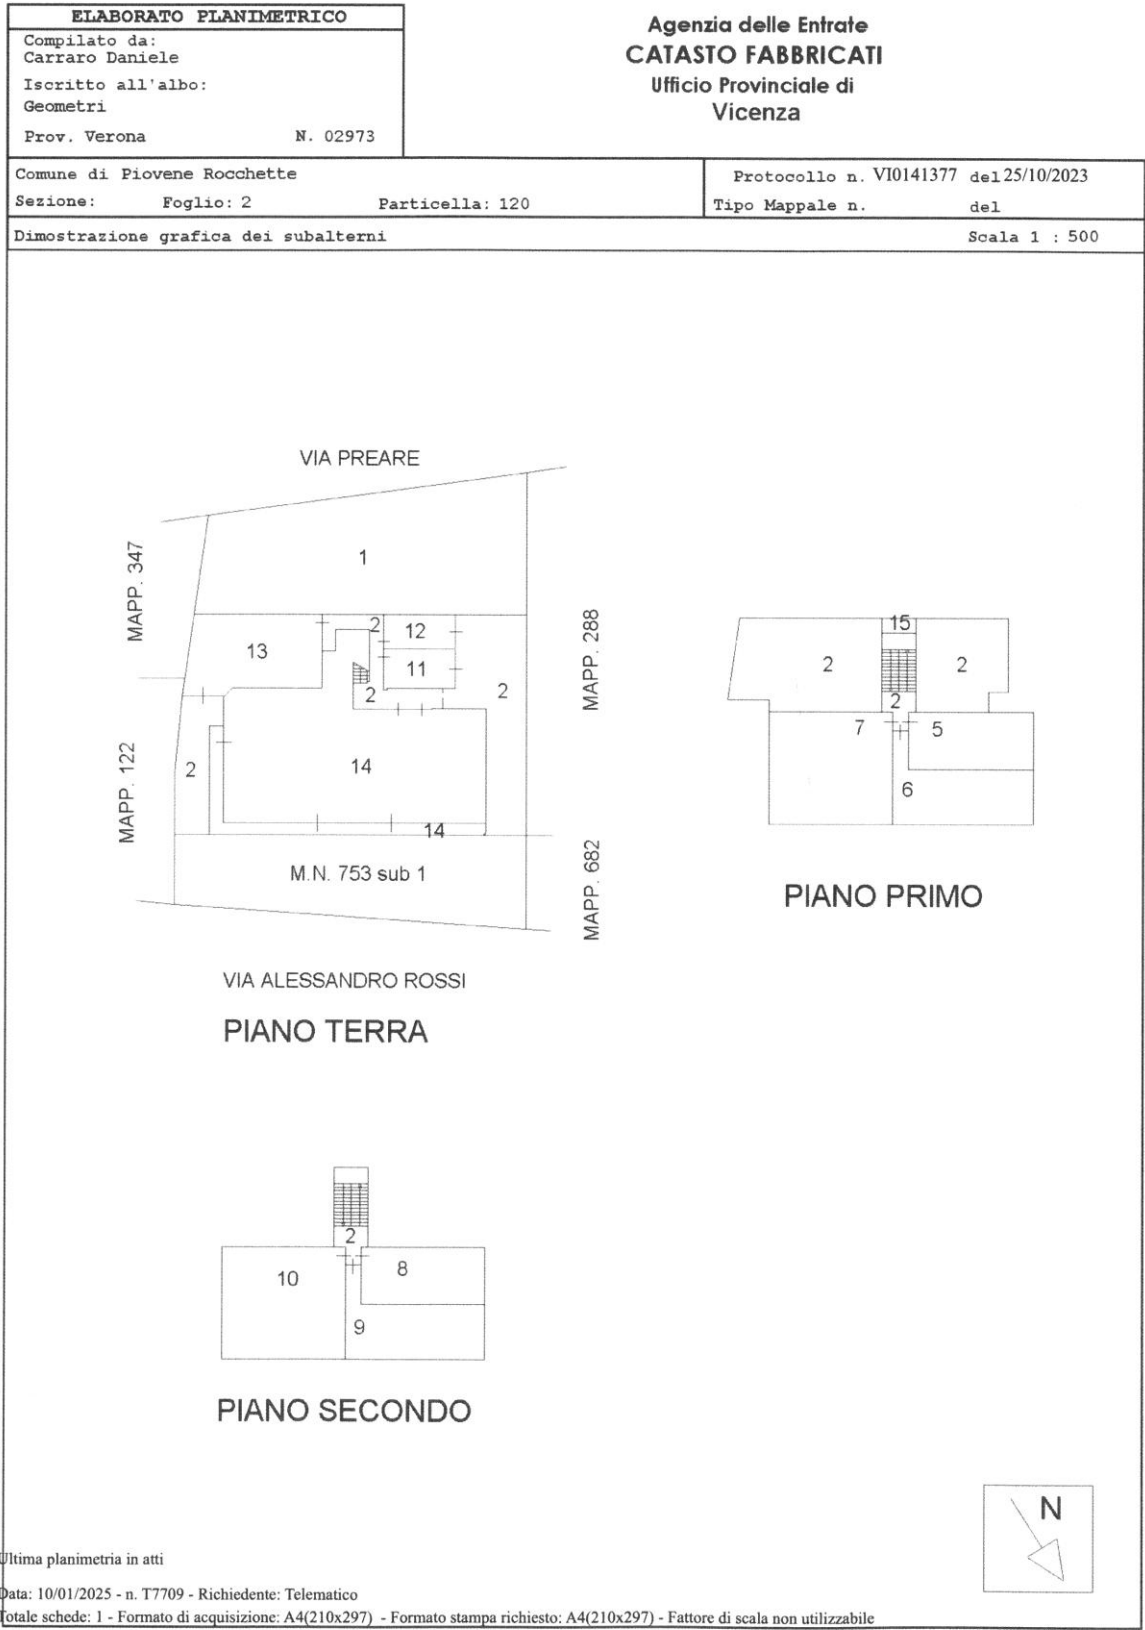 ELABORATO PLANIMETRICO
Compilato da:
Carraro Daniele
Iscritto all'albo:
Geometri
Prov. Verona N. 02973
Agenzia delle Entrate
CATASTO FABBRICATI
Ufficio Provinciale di
Vicenza
Comune di Piovene Rocchette
Sezione: Foglio: 2 Particella: 120
Protocollo n. VI0141377 del 25/10/2023
Tipo Mappale n. del
Dimostrazione grafica dei subalterni Scala 1 : 500
VIA PREARE
MAPP. 347
1
13
2
12
11
2
2
MAPP. 288
MAPP. 122
2
14
14
M.N. 753 sub 1
MAPP. 682
VIA ALESSANDRO ROSSI
PIANO TERRA
15
2
2
2
7
5
6
PIANO PRIMO
2
10
8
9
PIANO SECONDO
N
Ultima planimetria in atti
Data: 10/01/2025 - n. T7709 - Richiedente: Telematico
Totale schede: 1 - Formato di acquisizione: A4(210x297) - Formato stampa richiesto: A4(210x297) - Fattore di scala non utilizzabile